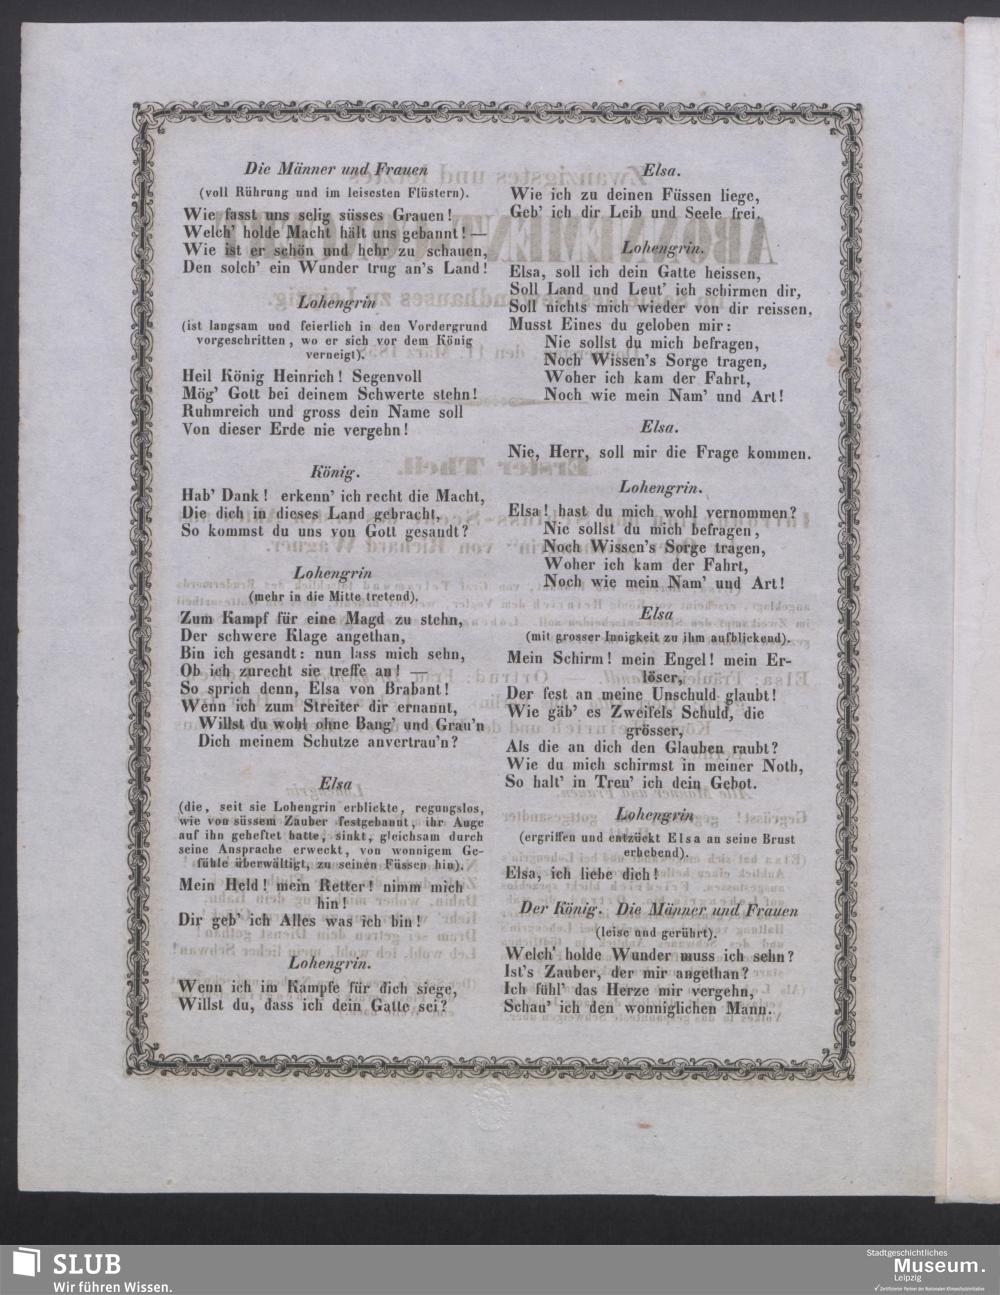 Die Männer und Frauen
(voll Rührung und im leisesten Flüstern).
Wie fasst uns selig süsses Grauen!
Welch' holde Macht hält uns gebannt! —
Wie ist er schön und hehr zu schauen,
Den solch' ein Wunder trug an's Land!
Lohengrin
(ist langsam und feierlich in den Vordergrund
vorgeschritten, wo er sich vor dem König
verneigt).
Heil König Heinrich! Segenvoll
Mög' Gott bei deinem Schwerte stehn!
Ruhmreich und gross dein Name soll
Von dieser Erde nie vergehn!
König.
Hab' Dank! erkenn' ich recht die Macht,
Die dich in dieses Land gebracht,
So kommst du uns von Gott gesandt?
Lohengrin
(mehr in die Mitte tretend).
Zum Kampf für eine Magd zu stehn,
Der schwere Klage angethan,
Bin ich gesandt: nun lass mich sehn,
Ob ich zurecht sie treffe an! —
So sprich denn, Elsa von Brabant!
Wenn ich zum Streiter dir ernannt,
Willst du wohl ohne Bang' und Grau'n
Dich meinem Schutze anvertrau'n?
Elsa
(die, seit sie Lohengrin erblickte, regungslos,
wie von süssem Zauber festgebannt, ihr Auge
auf ihn geheftet hatte, sinkt, gleichsam durch
seine Ansprache erweckt, von wonnigem Ge-
fühle überwältigt, zu seinen Füssen hin).
Mein Held! mein Retter! nimm mich
hin!
Dir geb' ich Alles was ich bin!
Lohengrin.
Wenn ich im Kampfe für dich siege,
Willst du, dass ich dein Gatte sei?
Elsa.
Wie ich zu deinen Füssen liege,
Geb' ich dir Leib und Seele frei.
Lohengrin.
Elsa, soll ich dein Gatte heissen,
Soll Land und Leut' ich schirmen dir,
Soll nichts mich wieder von dir reissen,
Musst Eines du geloben mir:
Nie sollst du mich befragen,
Noch Wissen's Sorge tragen,
Woher ich kam der Fahrt,
Noch wie mein Nam' und Art!
Elsa.
Nie, Herr, soll mir die Frage kommen.
Lohengrin.
Elsa! hast du mich wohl vernommen?
Nie sollst du mich befragen,
Noch Wissen's Sorge tragen,
Woher ich kam der Fahrt,
Noch wie mein Nam' und Art!
Elsa
(mit grosser Innigkeit zu ihm aufblickend).
Mein Schirm! mein Engel! mein Er-
löser,
Der fest an meine Unschuld glaubt!
Wie gäb' es Zweifels Schuld, die
grösser,
Als die an dich den Glauben raubt?
Wie du mich schirmst in meiner Noth,
So halt' in Treu' ich dein Gebot.
Lohengrin
(ergriffen und entzückt Elsa an seine Brust
erhebend).
Elsa, ich liebe dich!
Der König. Die Männer und Frauen
(leise und gerührt).
Welch' holde Wunder muss ich sehn?
Ist's Zauber, der mir angethan?
Ich fühl' das Herze mir vergehn,
Schau' ich den wonniglichen Mann.
SLUB
Wir führen Wissen.
Stadtgeschichtliches
Museum.
Leipzig
Zertifizierter Partner der Nationalen Klimaschutzinitiative